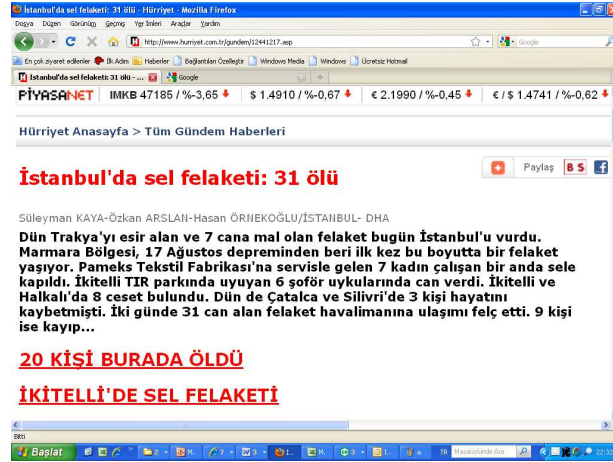 İstanbul'da sel felaketi: 31 ölü - Hürriyet - Mozilla Firefox
Dosya Düzen Görünüm Geçmiş Yer İmleri Araçlar Yardım
http://www.hurriyet.com.tr/gundem/12441217.asp
Google
En çok ziyaret edilenler İlk Adım Haberler Bağlantıları Özelleştir Windows Media Windows Ücretsiz Hotmail
İstanbul'da sel felaketi: 31 ölü - ... Google
PİYASANET IMKB 47185 / %-3,65 $ 1.4910 / %-0,67 € 2.1990 / %-0,45 € / $ 1.4741 / %-0,62
Hürriyet Anasayfa > Tüm Gündem Haberleri
Paylaş B S f
İstanbul'da sel felaketi: 31 ölü
Süleyman KAYA-Özkan ARSLAN-Hasan ÖRNEKOĞLU/İSTANBUL- DHA
Dün Trakya'yı esir alan ve 7 cana mal olan felaket bugün İstanbul'u vurdu.
Marmara Bölgesi, 17 Ağustos depreminden beri ilk kez bu boyutta bir felaket
yaşıyor. Pameks Tekstil Fabrikası'na servisle gelen 7 kadın çalışan bir anda sele
kapıldı. İkitelli TIR parkında uyuyan 6 şoför uykularında can verdi. İkitelli ve
Halkalı'da 8 ceset bulundu. Dün de Çatalca ve Silivri'de 3 kişi hayatını
kaybetmişti. İki günde 31 can alan felaket havalimanına ulaşımı felç etti. 9 kişi
ise kayıp...
20 KİŞİ BURADA ÖLDÜ
İKİTELLİ'DE SEL FELAKETİ
Bitti
Başlat TR Masaüstünde Ara